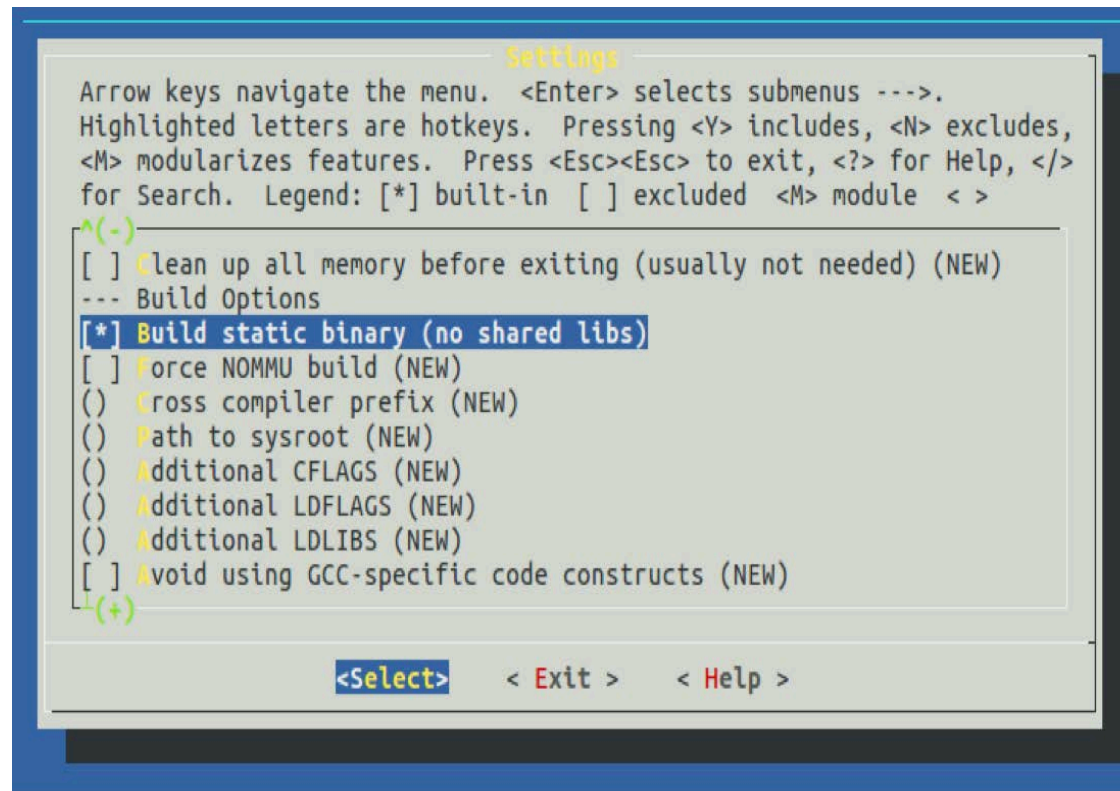 Settings
Arrow keys navigate the menu.  <Enter> selects submenus --->.
Highlighted letters are hotkeys.  Pressing <Y> includes, <N> excludes,
<M> modularizes features.  Press <Esc><Esc> to exit, <?> for Help, </>
for Search.  Legend: [*] built-in  [ ] excluded  <M> module  < >
^(-)
[ ] Clean up all memory before exiting (usually not needed) (NEW)
--- Build Options
[*] Build static binary (no shared libs)
[ ] Force NOMMU build (NEW)
()  Cross compiler prefix (NEW)
()  Path to sysroot (NEW)
()  Additional CFLAGS (NEW)
()  Additional LDFLAGS (NEW)
()  Additional LDLIBS (NEW)
[ ] Avoid using GCC-specific code constructs (NEW)
┴(+)
<Select>    < Exit >    < Help >